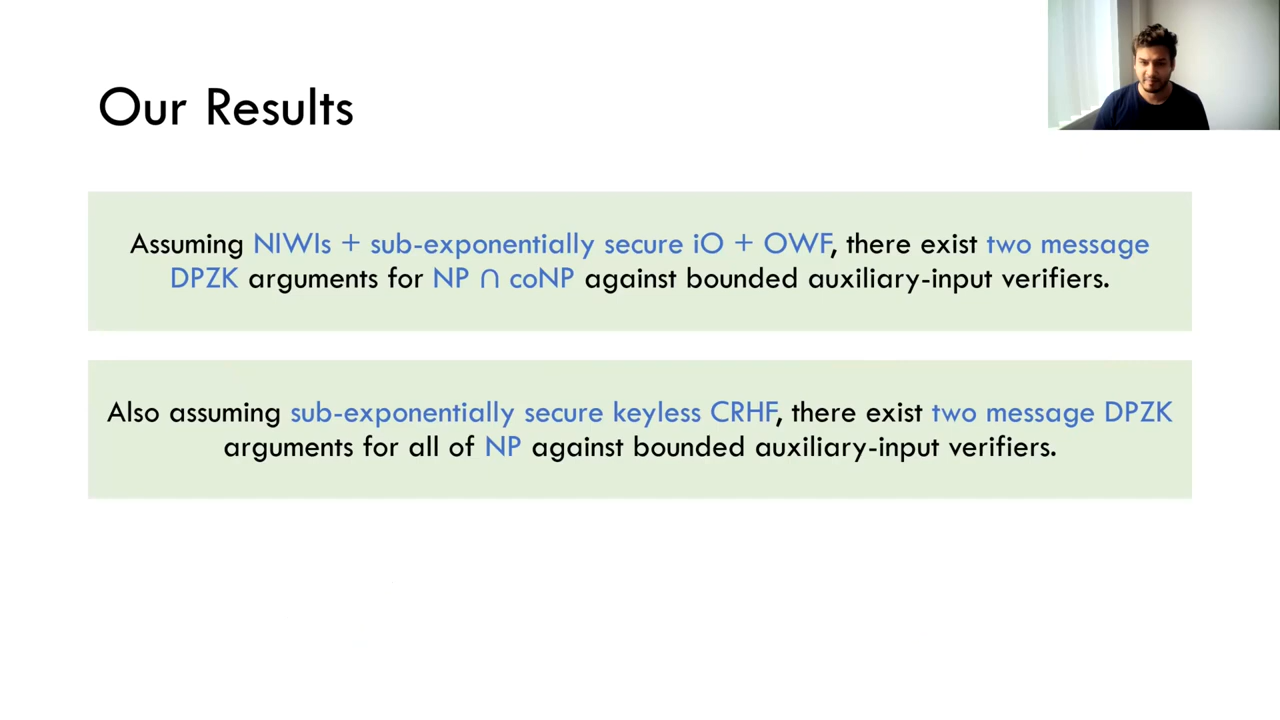 Our Results
Assuming NIWIs + sub-exponentially secure iO + OWF, there exist two message
DPZK arguments for NP ∩ coNP against bounded auxiliary-input verifiers.
Also assuming sub-exponentially secure keyless CRHF, there exist two message DPZK
arguments for all of NP against bounded auxiliary-input verifiers.